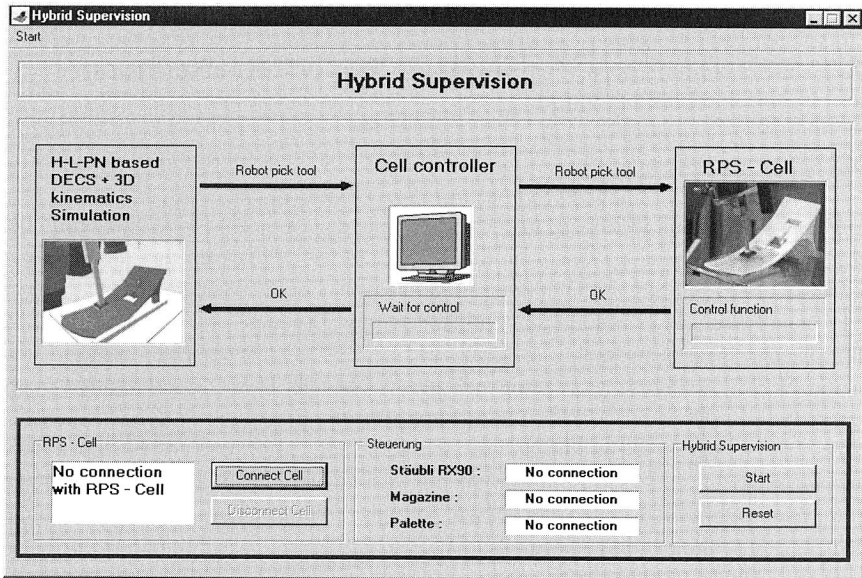 Hybrid Supervision
Start
Hybrid Supervision
H-L-PN based
DECS + 3D
kinematics
Simulation
Robot pick tool
OK
Cell controller
Wait for control
Robot pick tool
OK
RPS - Cell
Control function
RPS - Cell
No connection
with RPS - Cell
Connect Cell
Disconnect Cell
Steuerung
Stäubli RX90 :
No connection
Magazine :
No connection
Palette :
No connection
Hybrid Supervision
Start
Reset